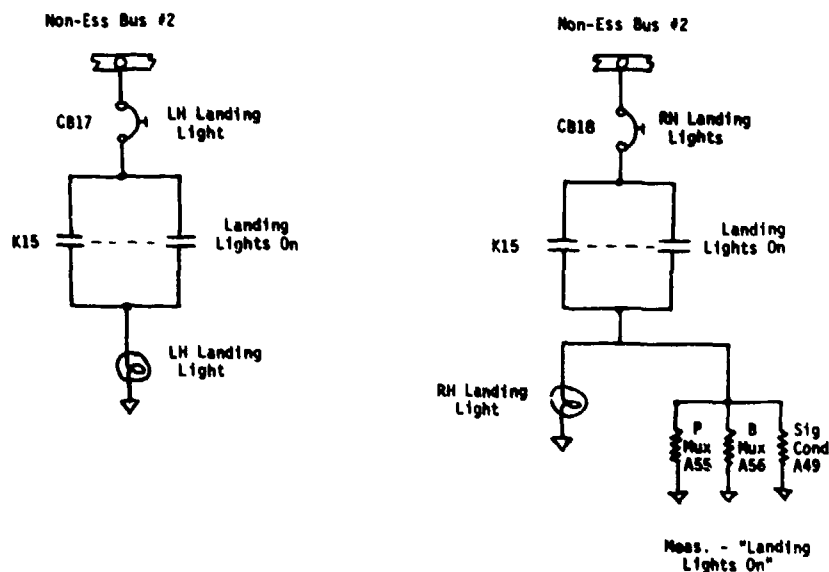 Non-Ess Bus #2
CB17
LH Landing
Light
K15
Landing
Lights On
LH Landing
Light
Non-Ess Bus #2
CB18
RH Landing
Lights
K15
Landing
Lights On
RH Landing
Light
P
Mux
A55
B
Mux
A56
Sig
Cond
A49
Meas. - "Landing
Lights On"